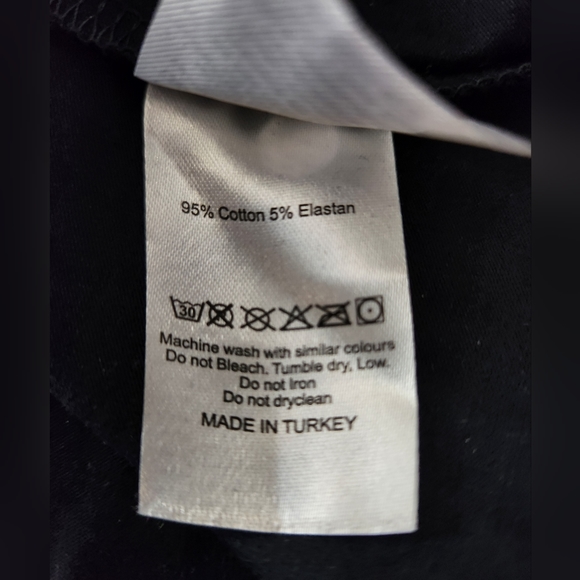 95% Cotton 5% Elastan
30
Machine wash with similar colours
Do not Bleach. Tumble dry, Low.
Do not Iron
Do not dryclean
MADE IN TURKEY